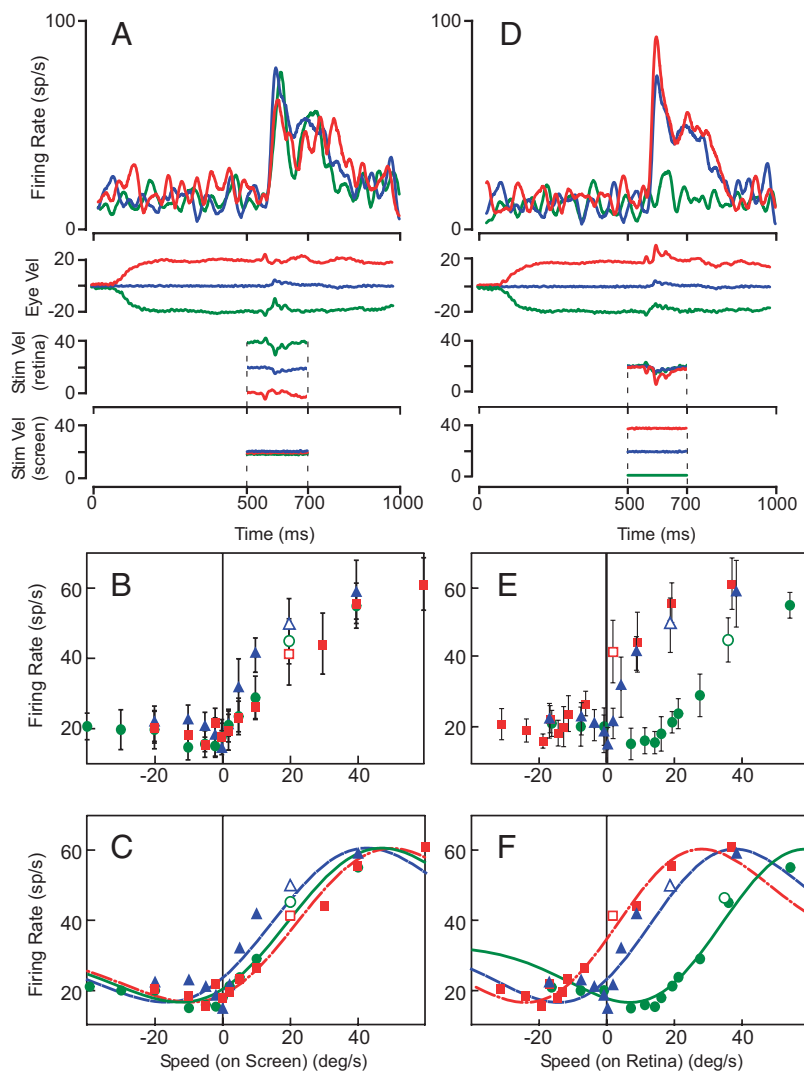 A
D
Firing Rate (sp/s)
100
0
100
0
Eye Vel
20
-20
20
-20
Stim Vel
(retina)
40
0
40
0
Stim Vel
(screen)
40
0
40
0
0
500
700
1000
0
500
700
1000
Time (ms)
Time (ms)
B
E
Firing Rate (sp/s)
60
40
20
60
40
20
-20
0
20
40
-20
0
20
40
C
F
Firing Rate (sp/s)
60
40
20
60
40
20
-20
0
20
40
-20
0
20
40
Speed (on Screen) (deg/s)
Speed (on Retina) (deg/s)